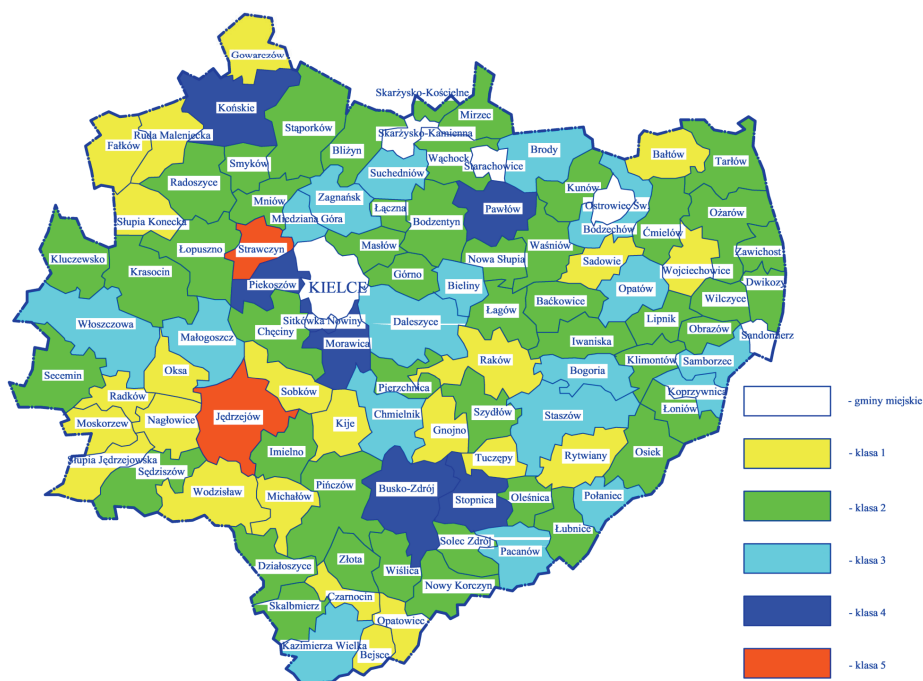 Gowarczów
Skarżysko-Kościelne
Końskie
Mirzec
Stąporków
Ruda Maleniecka
Skarżysko-Kamienna
Fałków
Bliżyn
Brody
Bałtów
Smyków
Wąchock
Starachowice
Tarłów
Suchedniów
Radoszyce
Kunów
Mniów
Zagnańsk
Łączna
Pawłów
Ostrowiec Św.
Ożarów
Słupia Konecka
Miedziana Góra
Bodzentyn
Bodzechów
Ćmielów
Łopuszno
Strawczyn
Masłów
Nowa Słupia
Waśniów
Zawichost
Kluczewsko
Sadowie
Krasocin
Górno
Wojciechowice
Dwikozy
Piekoszów
KIELCE
Bieliny
Opatów
Wilczyce
Baćkowice
Łagów
Włoszczowa
Sitkówka Nowiny
Daleszyce
Lipnik
Obrazów
Sandomierz
Małogoszcz
Chęciny
Morawica
Iwaniska
Raków
Klimontów
Samborzec
Secemin
Oksa
Bogoria
Radków
Sobków
Pierzchnica
Koprzywnica
Łoniów
- gminy miejskie
Moskorzew
Nagłowice
Jędrzejów
Kije
Chmielnik
Gnojno
Szydłów
Staszów
Słupia Jędrzejowska
Imielno
Tuczępy
Rytwiany
Osiek
- klasa 1
Sędziszów
Wodzisław
Michałów
Pińczów
Busko-Zdrój
Stopnica
Oleśnica
Połaniec
Łubnice
- klasa 2
Solec Zdrój
Pacanów
Działoszyce
Złota
Wiślica
- klasa 3
Nowy Korczyn
Skalbmierz
Czarnocin
Opatowiec
- klasa 4
Kazimierza Wielka
Bejsce
- klasa 5